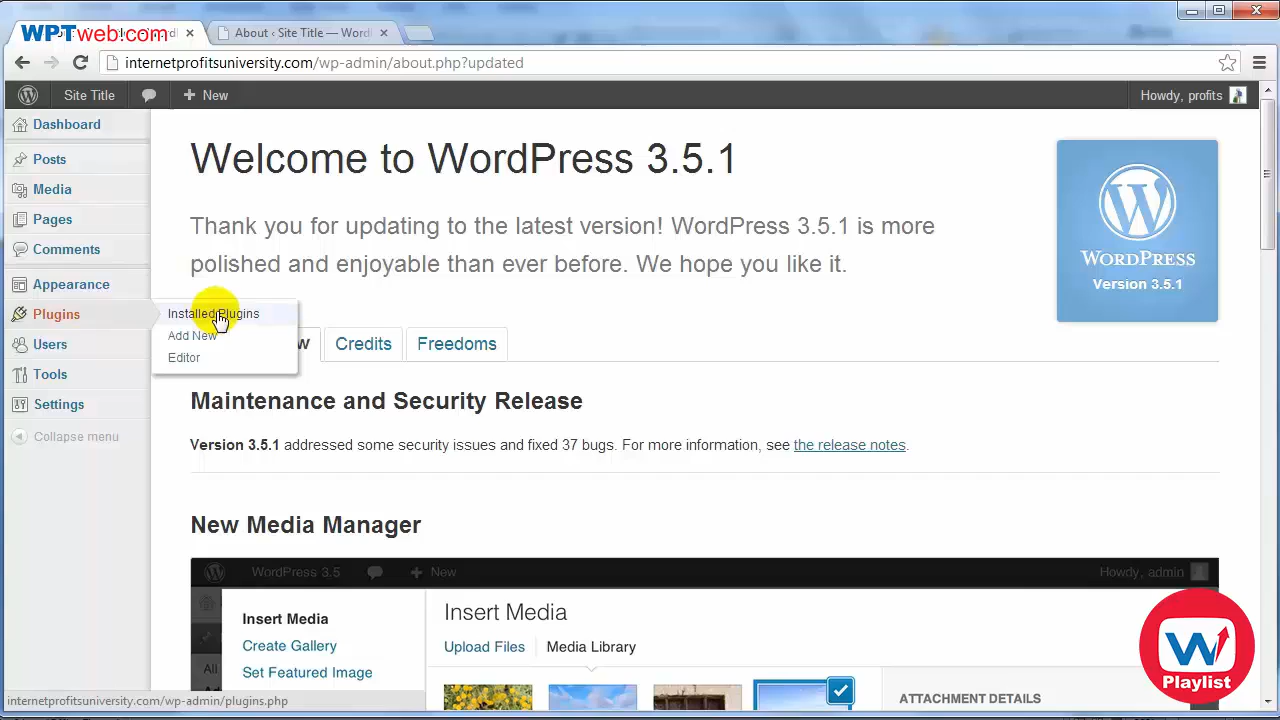 WPTweb!com
About ‹ Site Title — Word
internetprofitsuniversity.com/wp-admin/about.php?updated
Site Title
New
Howdy, profits
Dashboard
Posts
Media
Pages
Comments
Appearance
Plugins
Users
Tools
Settings
Collapse menu
Installed Plugins
Add New
Editor
Welcome to WordPress 3.5.1
Thank you for updating to the latest version! WordPress 3.5.1 is more
polished and enjoyable than ever before. We hope you like it.
WORDPRESS
Version 3.5.1
Credits
Freedoms
Maintenance and Security Release
Version 3.5.1 addressed some security issues and fixed 37 bugs. For more information, see the release notes.
New Media Manager
WordPress 3.5
New
Howdy, admin
Insert Media
Create Gallery
Set Featured Image
All
Insert Media
Upload Files
Media Library
ATTACHMENT DETAILS
Playlist
internetprofitsuniversity.com/wp-admin/plugins.php